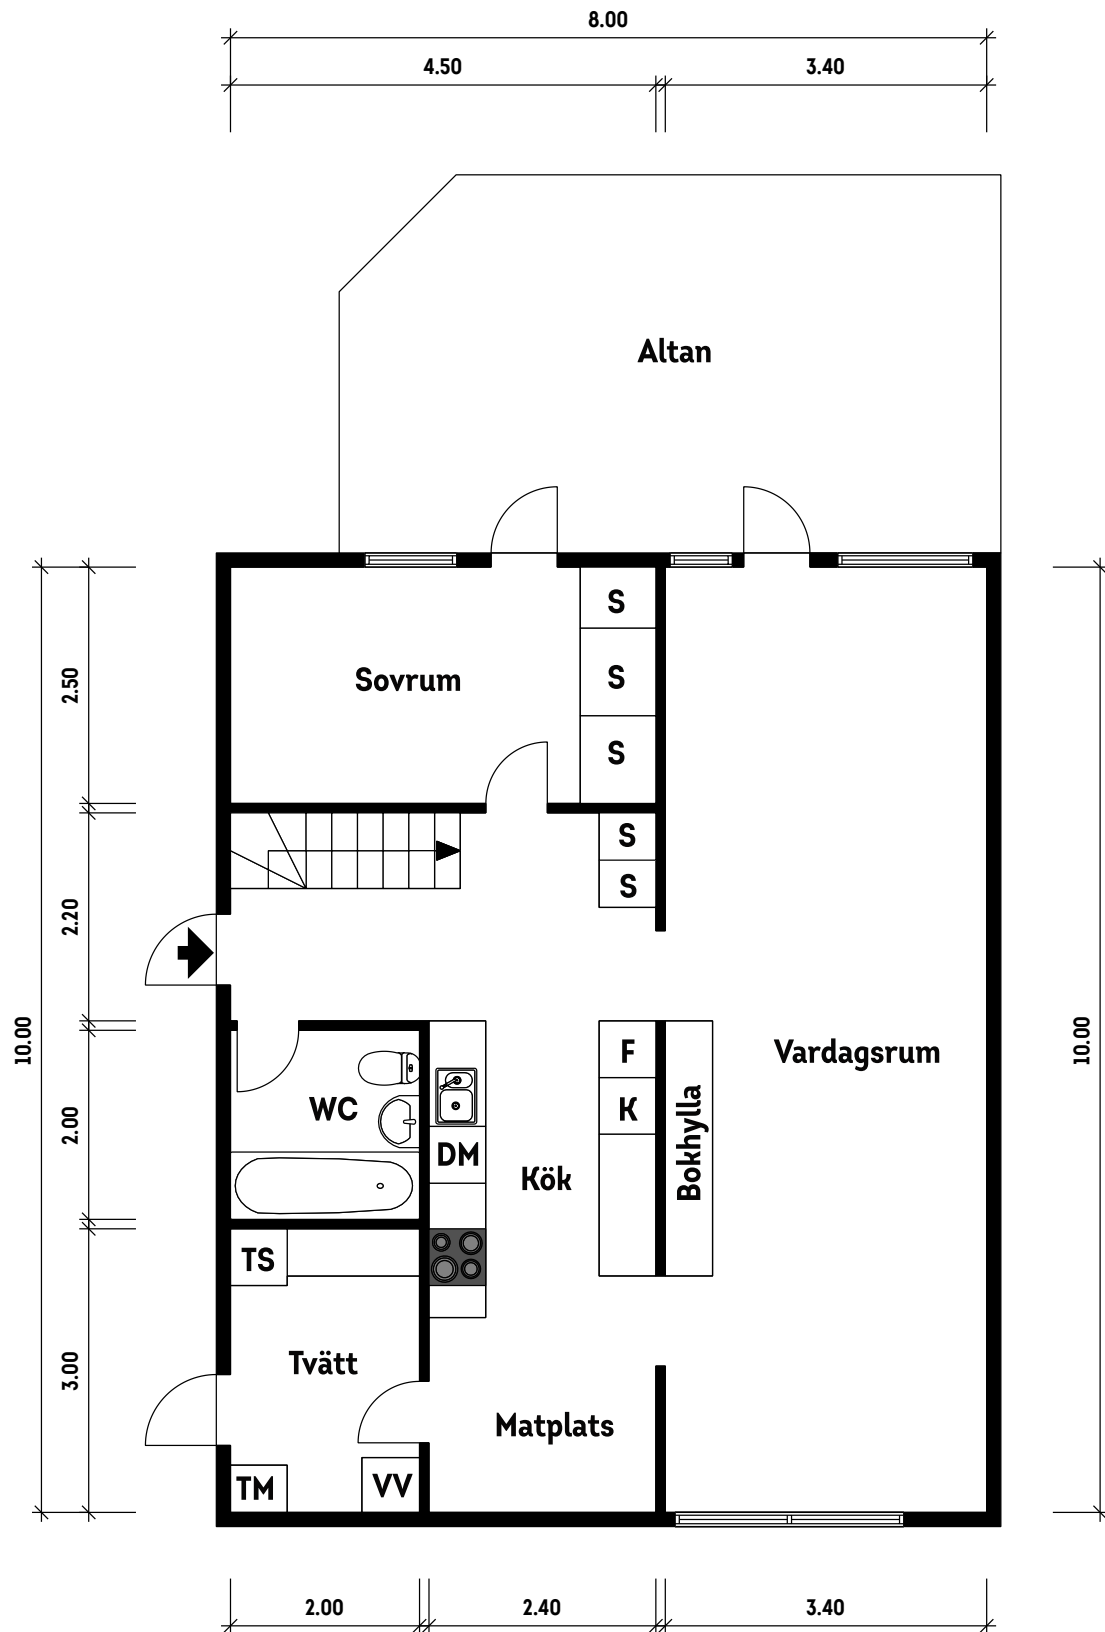 8.00
4.50
3.40
Altan
S
Sovrum
S
2.50
S
S
S
2.20
10.00
F
Vardagsrum
10.00
K
WC
2.00
Bokhylla
DM
Kök
TS
Tvätt
3.00
Matplats
TM
VV
2.00
2.40
3.40